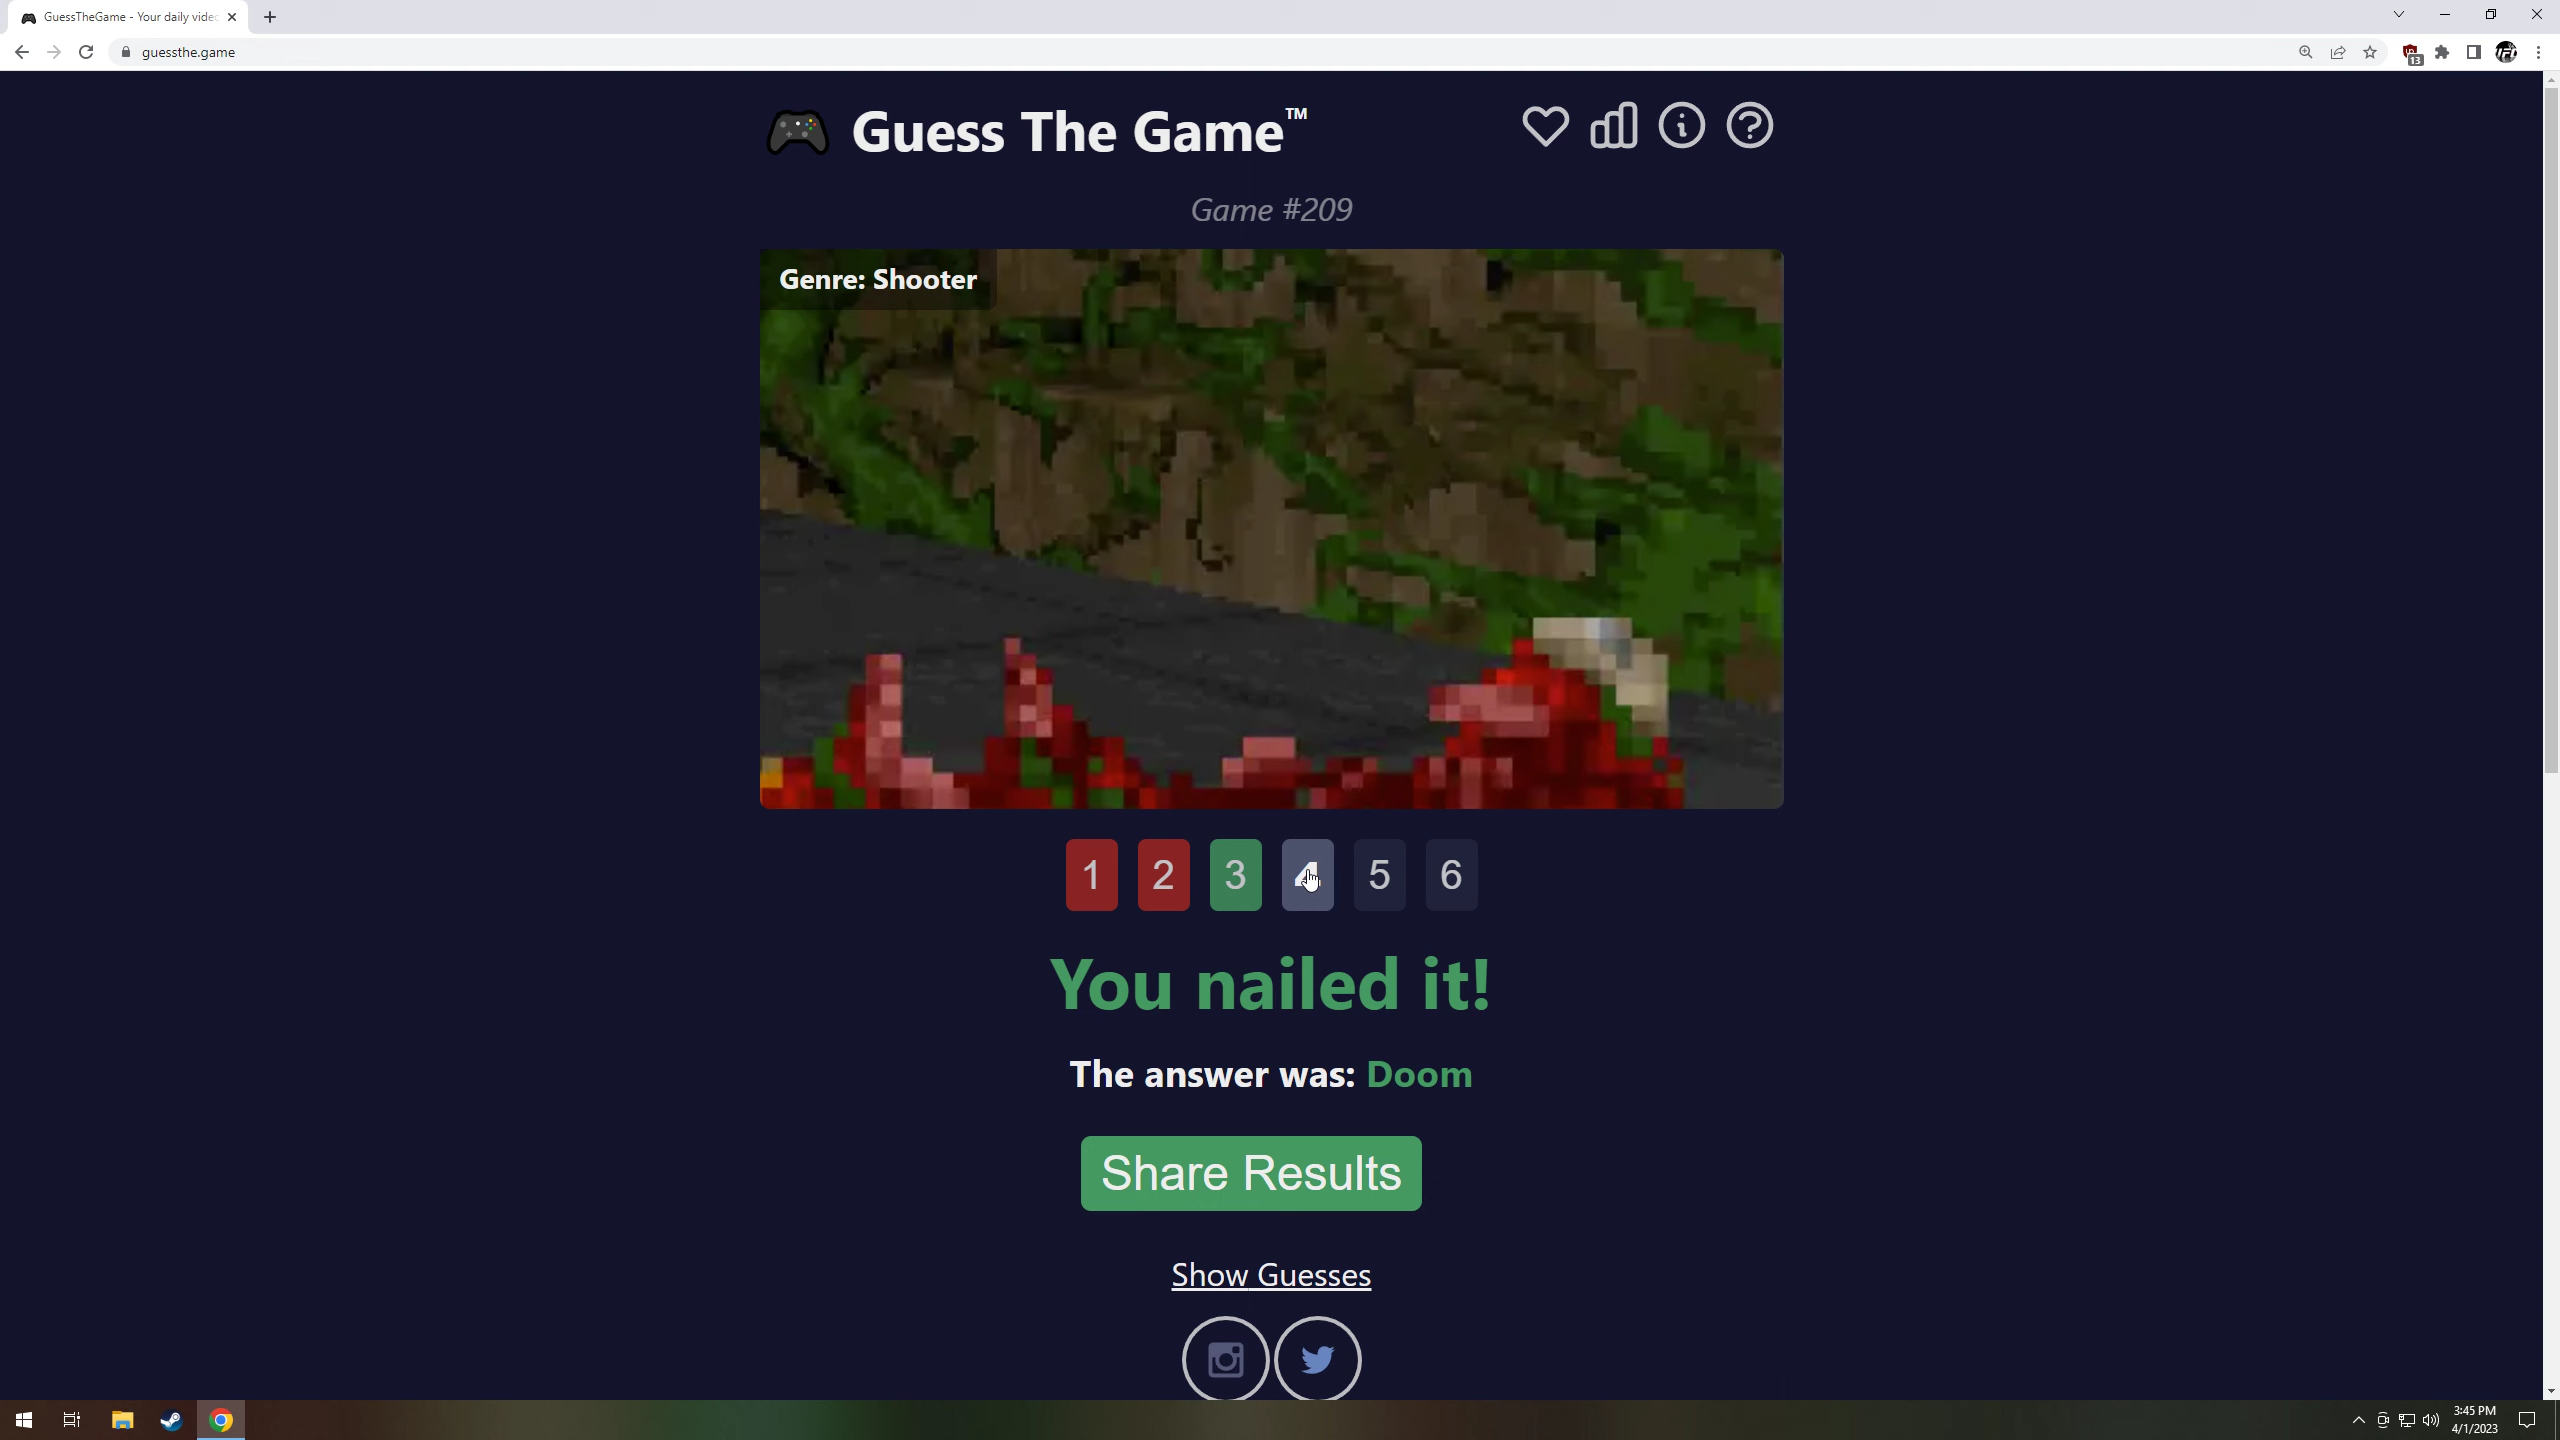 GuessTheGame - Your daily vide
guessthe.game
13
Guess The Game™
Game #209
Genre: Shooter
1 2 3 4 5 6
You nailed it!
The answer was: Doom
Share Results
Show Guesses
3:45 PM
4/1/2023